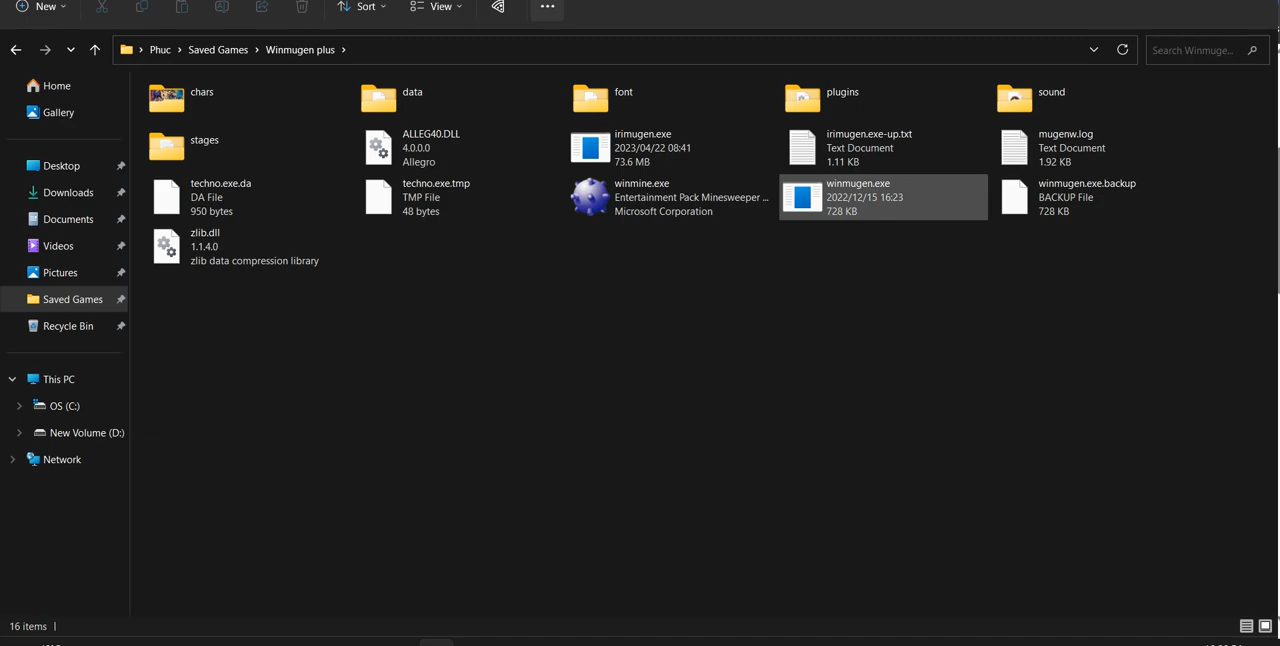 New
Sort
View
Phuc
Saved Games
Winmugen plus
Search Winmuge...
Home
Gallery
Desktop
Downloads
Documents
Videos
Pictures
Saved Games
Recycle Bin
This PC
OS (C:)
New Volume (D:)
Network
chars
data
font
plugins
sound
stages
ALLEG40.DLL
4.0.0.0
Allegro
irimugen.exe
2023/04/22 08:41
73.6 MB
irimugen.exe-up.txt
Text Document
1.11 KB
mugenw.log
Text Document
1.92 KB
techno.exe.da
DA File
950 bytes
techno.exe.tmp
TMP File
48 bytes
winmine.exe
Entertainment Pack Minesweeper ...
Microsoft Corporation
winmugen.exe
2022/12/15 16:23
728 KB
winmugen.exe.backup
BACKUP File
728 KB
zlib.dll
1.1.4.0
zlib data compression library
16 items